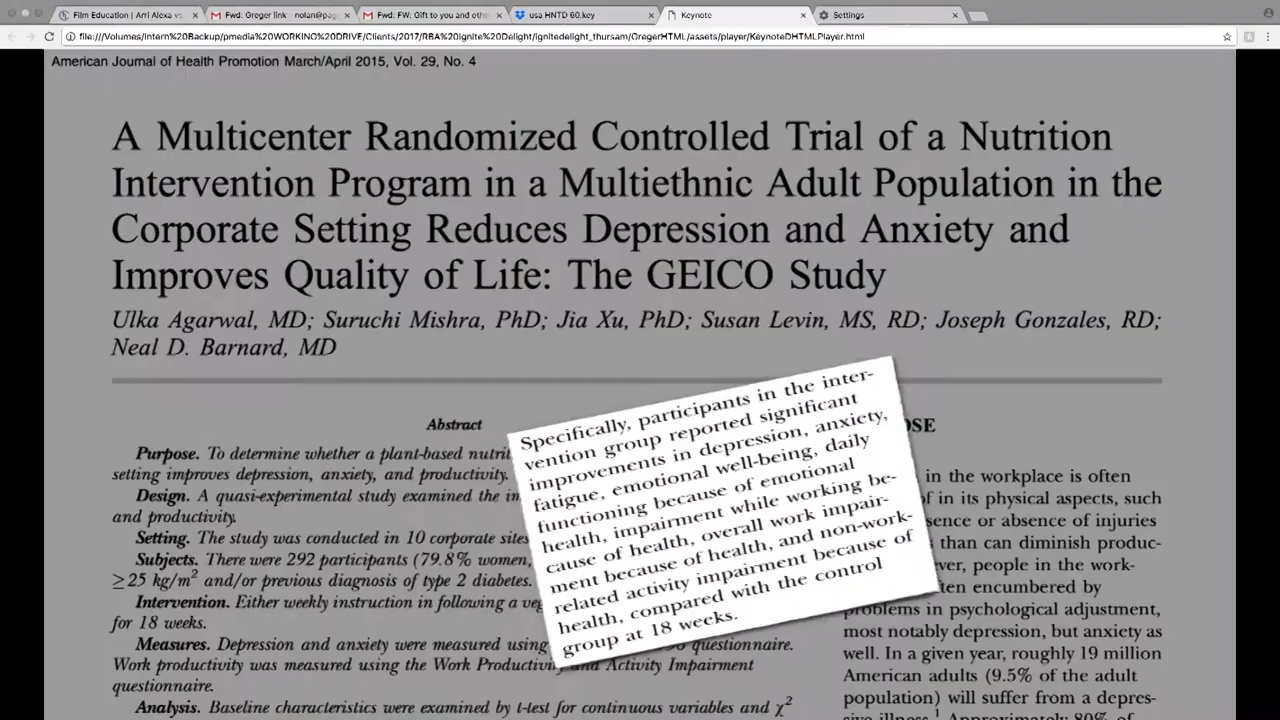 Film Education | Arri Alexa vs.
Fwd: Greger link - nolan@pag
Fwd: FW: Gift to you and othe
usa HNTD 60.key
Keynote
Settings
file:///Volumes/Intern%20Backup/pmedia%20WORKING%20DRIVE/Clients/2017/RBA%20Ignite%20Delight/ignitedelight_thursam/GregerHTML/assets/player/KeynoteDHTMLPlayer.html
American Journal of Health Promotion March/April 2015, Vol. 29, No. 4
A Multicenter Randomized Controlled Trial of a Nutrition
Intervention Program in a Multiethnic Adult Population in the
Corporate Setting Reduces Depression and Anxiety and
Improves Quality of Life: The GEICO Study
Ulka Agarwal, MD; Suruchi Mishra, PhD; Jia Xu, PhD; Susan Levin, MS, RD; Joseph Gonzales, RD;
Neal D. Barnard, MD
Abstract
Purpose. To determine whether a plant-based nutri
setting improves depression, anxiety, and productivity.
Design. A quasi-experimental study examined the im
and productivity.
Setting. The study was conducted in 10 corporate sites
Subjects. There were 292 participants (79.8% women,
≥25 kg/m² and/or previous diagnosis of type 2 diabetes.
Intervention. Either weekly instruction in following a veg
for 18 weeks.
Measures. Depression and anxiety were measured using questionnaire.
Work productivity was measured using the Work Productivity and Activity Impairment
questionnaire.
Analysis. Baseline characteristics were examined by t-test for continuous variables and χ²
Specifically, participants in the inter-
vention group reported significant
improvements in depression, anxiety,
fatigue, emotional well-being, daily
functioning because of emotional
health, impairment while working be-
cause of health, overall work impair-
ment because of health, and non-work-
related activity impairment because of
health, compared with the control
group at 18 weeks.
OSE
in the workplace is often
f in its physical aspects, such
sence or absence of injuries
than can diminish produc-
ver, people in the work-
ten encumbered by
problems in psychological adjustment,
most notably depression, but anxiety as
well. In a given year, roughly 19 million
American adults (9.5% of the adult
population) will suffer from a depres-
sive illness.¹ Approximately 80% of